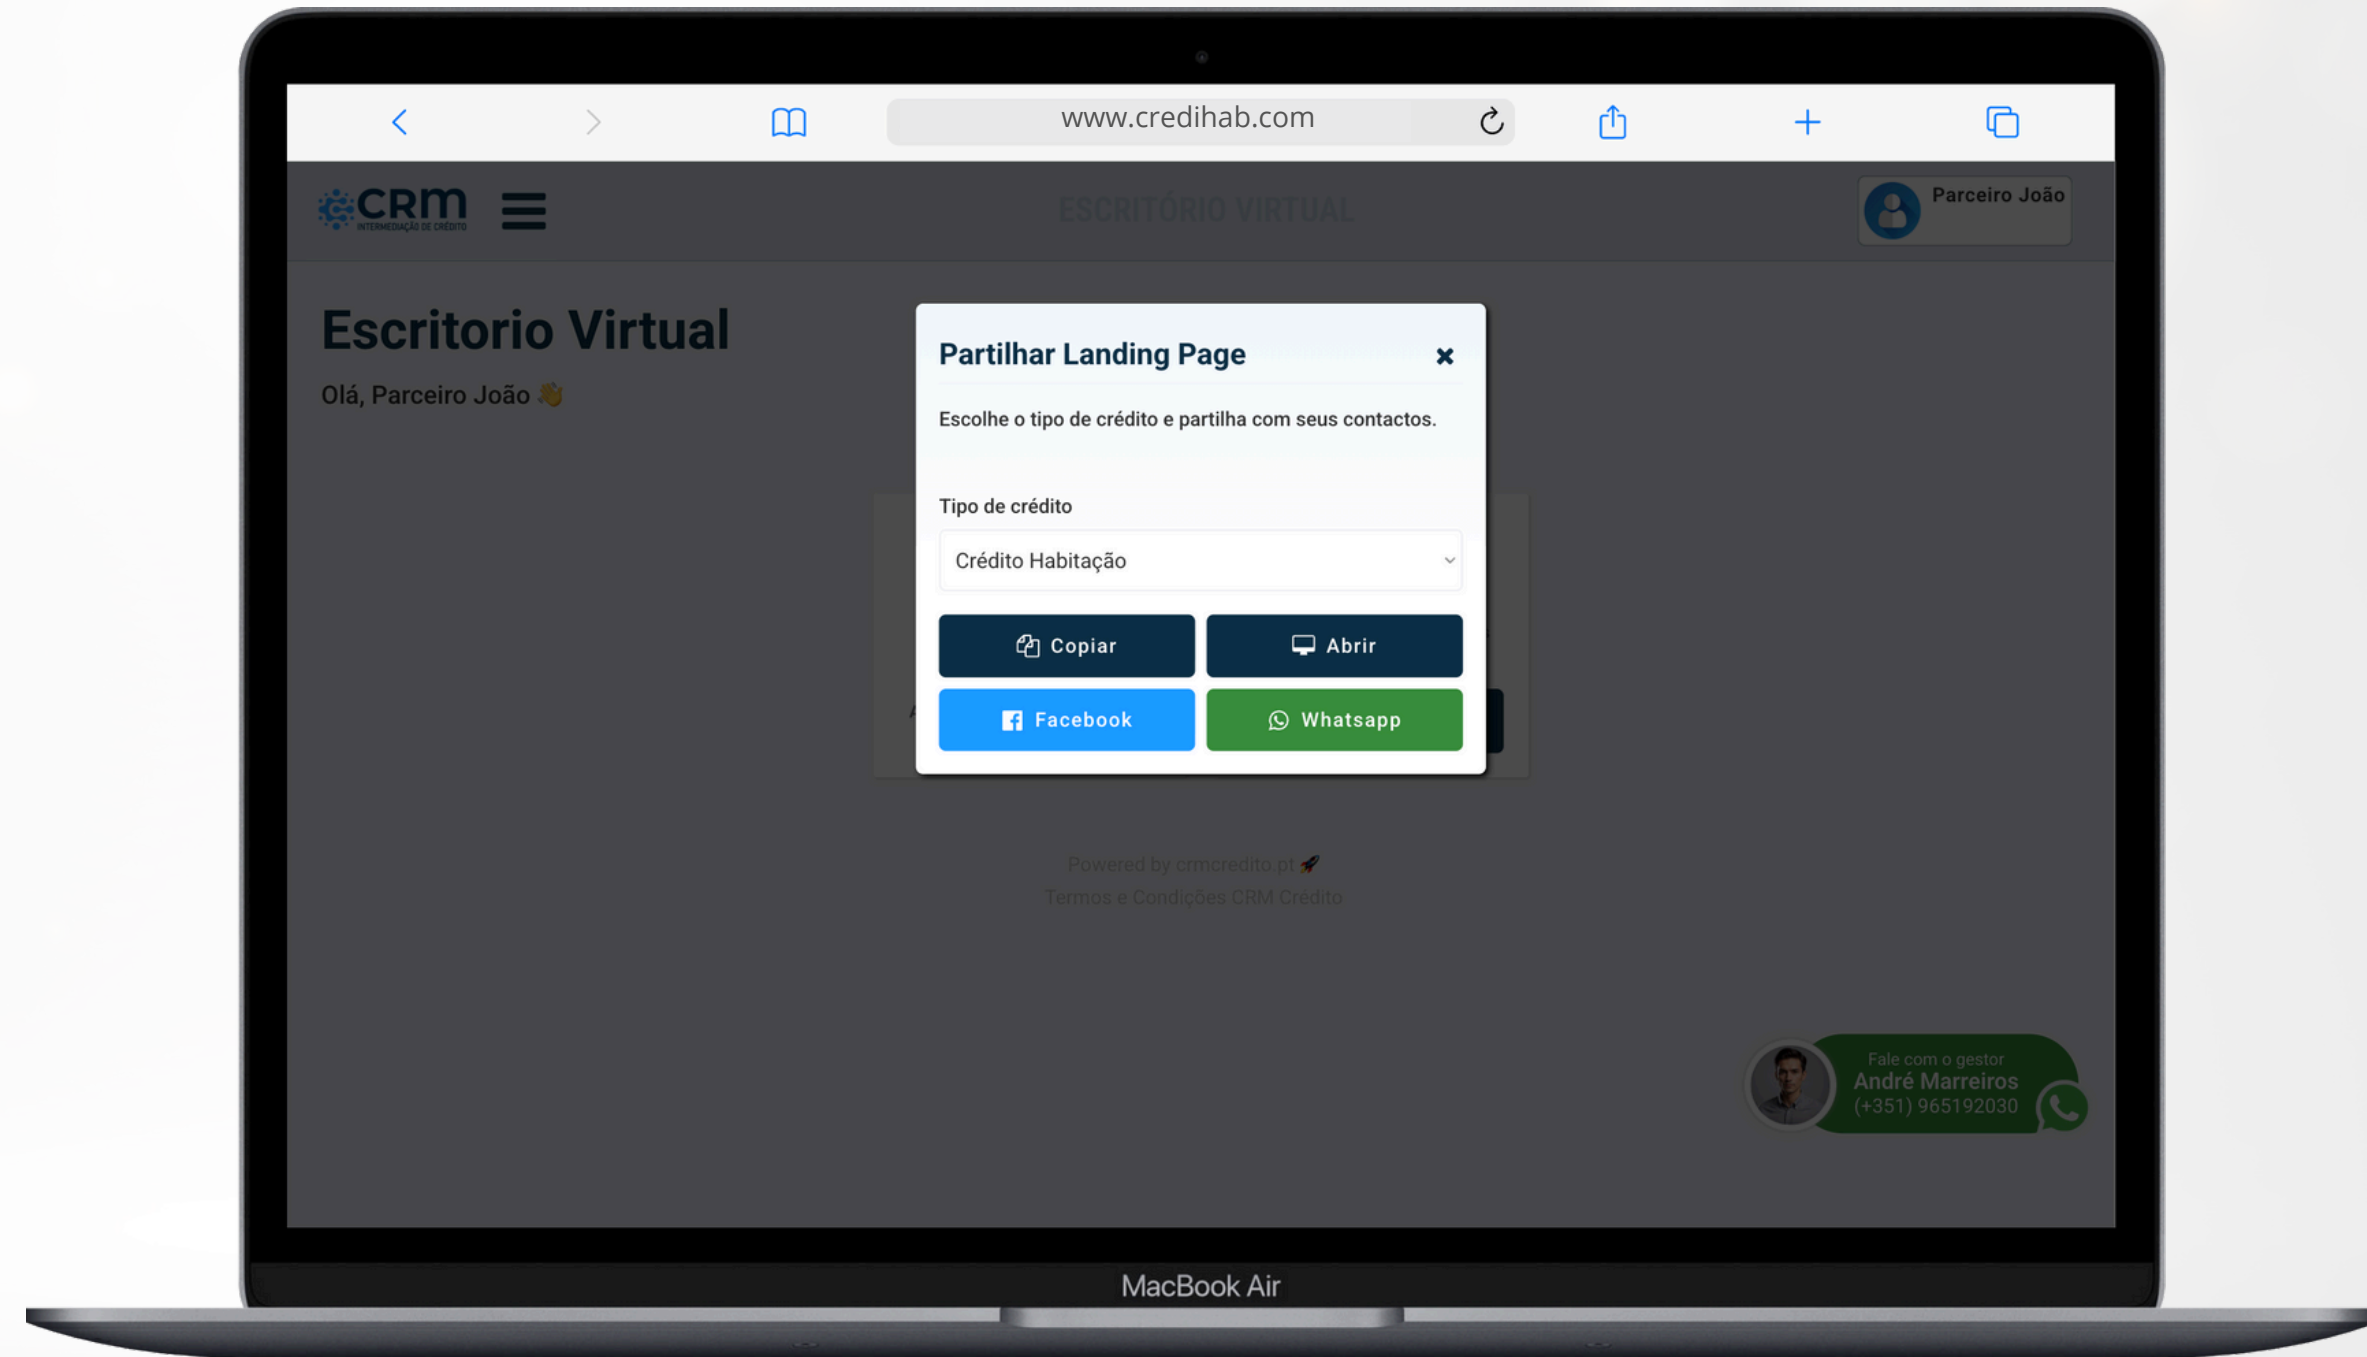 www.credihab.com
CRM
INTERMEDIAÇÃO DE CRÉDITO
ESCRITÓRIO VIRTUAL
Parceiro João
Escritorio Virtual
Olá, Parceiro João
Partilhar Landing Page
Escolhe o tipo de crédito e partilha com seus contactos.
Tipo de crédito
Crédito Habitação
Copiar
Abrir
Facebook
Whatsapp
Powered by crmcredito.pt
Termos e Condições CRM Crédito
Fale com o gestor
André Marreiros
(+351) 965192030
MacBook Air